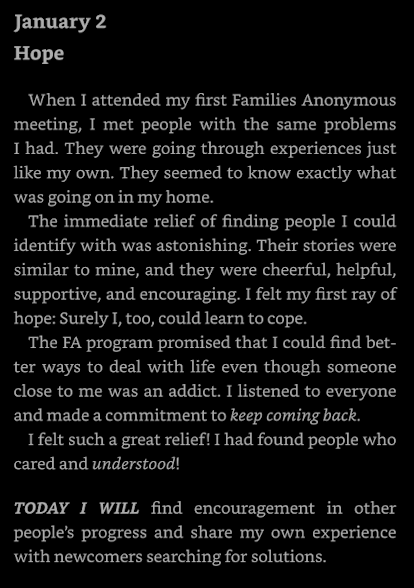 January 2
Hope
When I attended my first Families Anonymous
meeting, I met people with the same problems
I had. They were going through experiences just
like my own. They seemed to know exactly what
was going on in my home.
The immediate relief of finding people I could
identify with was astonishing. Their stories were
similar to mine, and they were cheerful, helpful,
supportive, and encouraging. I felt my first ray of
hope: Surely I, too, could learn to cope.
The FA program promised that I could find bet-
ter ways to deal with life even though someone
close to me was an addict. I listened to everyone
and made a commitment to keep coming back.
I felt such a great relief! I had found people who
cared and understood!
TODAY I WILL find encouragement in other
people's progress and share my own experience
with newcomers searching for solutions.